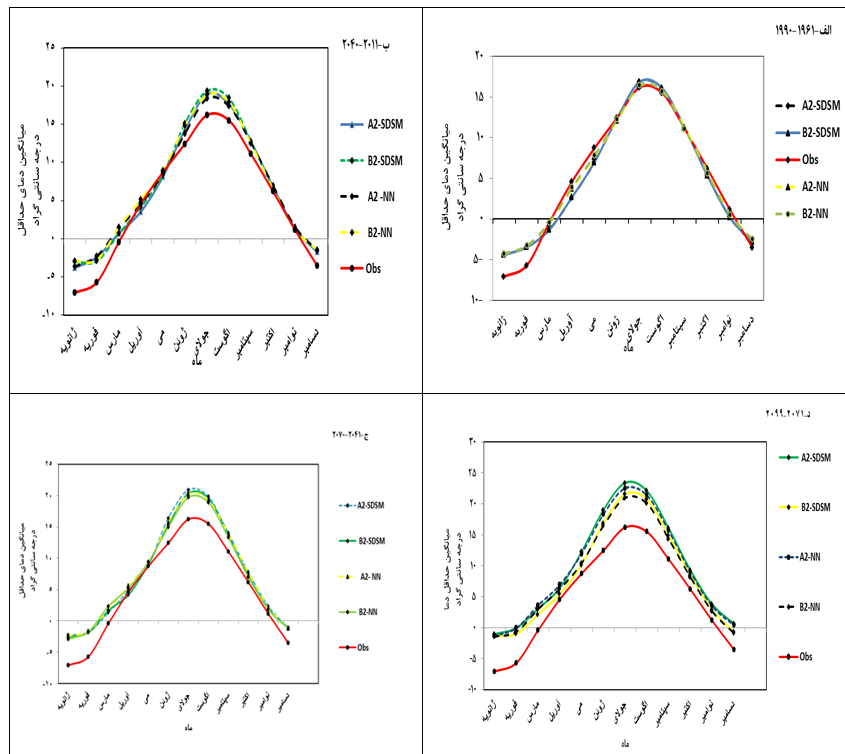 الف-۱۹۶۱-۱۹۹۰
میانگین دمای حداقل
درجه سانتی گراد
۲۰
۱۵
۱۰
۵
۰
۵-
۱۰-
ژانویه
فوریه
مارس
آوریل
می
ژوئن
جولای
اگوست
سپتامبر
اکتبر
نوامبر
دسامبر
ماه
A2-SDSM
B2-SDSM
Obs
A2-NN
B2-NN
ب-۲۰۱۱-۲۰۴۰
میانگین دمای حداقل
درجه سانتی گراد
۲۵
۲۰
۱۵
۱۰
۵
۰
-۵
-۱۰
ژانویه
فوریه
مارس
آوریل
می
ژوئن
جولای
اگوست
سپتامبر
اکتبر
نوامبر
دسامبر
ماه
A2-SDSM
B2-SDSM
A2 -NN
B2-NN
Obs
ج-۲۰۴۱-۲۰۷۰
میانگین دمای حداقل
درجه سانتی گراد
۲۵
۲۰
۱۵
۱۰
۵
۰
-۵
-۱۰
ژانویه
فوریه
مارس
آوریل
می
ژوئن
جولای
اگوست
سپتامبر
اکتبر
نوامبر
دسامبر
ماه
A2-SDSM
B2-SDSM
A2- NN
B2-NN
Obs
د-۲۰۷۱-۲۰۹۹
میانگین حداقل دما
درجه سانتی گراد
۳۰
۲۵
۲۰
۱۵
۱۰
۵
۰
-۵
-۱۰
ژانویه
فوریه
مارس
آوریل
می
ژوئن
جولای
اگوست
سپتامبر
اکتبر
نوامبر
دسامبر
ماه
A2-SDSM
B2-SDSM
A2-NN
B2-NN
Obs